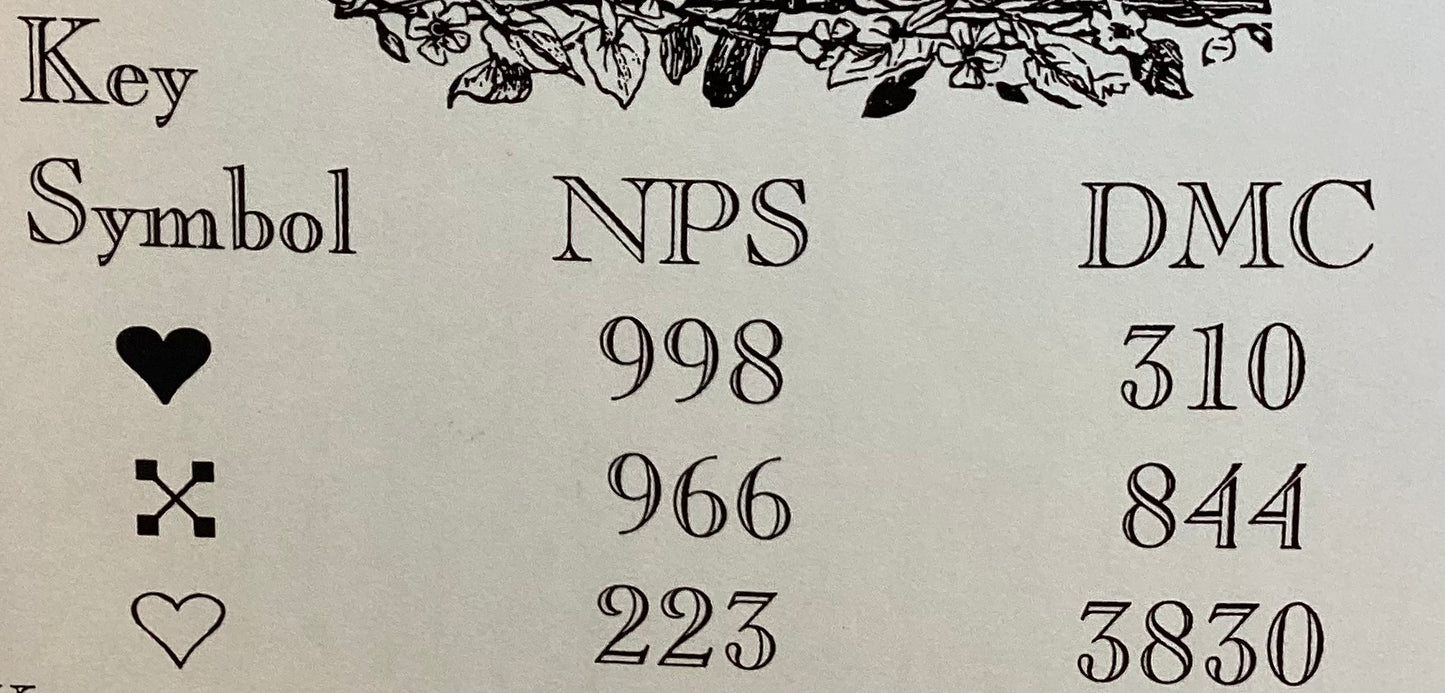 Key
Symbol NPS DMC
♥ 998 310
966 844
♡ 223 3830